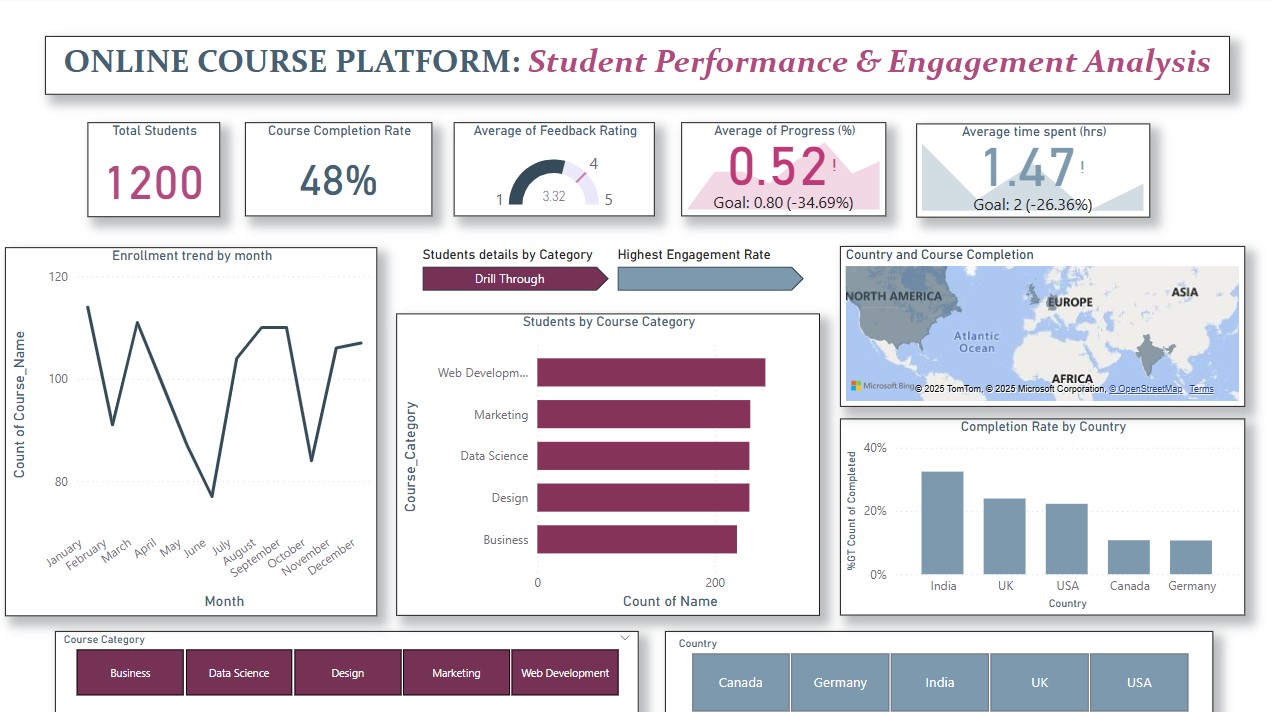 ONLINE COURSE PLATFORM: Student Performance & Engagement Analysis
Total Students
1200
Course Completion Rate
48%
Average of Feedback Rating
4
1
3.32
5
Average of Progress (%)
0.52!
Goal: 0.80 (-34.69%)
Average time spent (hrs)
1.47!
Goal: 2 (-26.36%)
Enrollment trend by month
Count of Course_Name
120
100
80
January
February
March
April
May
June
July
August
September
October
November
December
Month
Students details by Category
Drill Through
Highest Engagement Rate
Students by Course Category
Course_Category
Web Developm...
Marketing
Data Science
Design
Business
0
200
Count of Name
Country and Course Completion
NORTH AMERICA
EUROPE
ASIA
Atlantic
Ocean
AFRICA
Microsoft Bing
© 2025 TomTom, © 2025 Microsoft Corporation, © OpenStreetMap Terms
Completion Rate by Country
%GT Count of Completed
40%
20%
0%
India
UK
USA
Canada
Germany
Country
Course Category
Business
Data Science
Design
Marketing
Web Development
Country
Canada
Germany
India
UK
USA